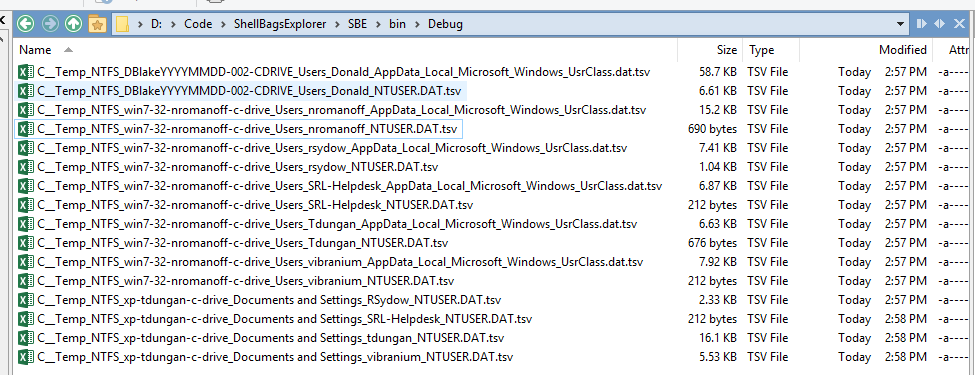 D: Code ShellBagsExplorer SBE bin Debug
Name Size Type Modified Attr
C__Temp_NTFS_DBlakeYYYYMMDD-002-CDRIVE_Users_Donald_AppData_Local_Microsoft_Windows_UsrClass.dat.tsv 58.7 KB TSV File Today 2:57 PM -a----
C__Temp_NTFS_DBlakeYYYYMMDD-002-CDRIVE_Users_Donald_NTUSER.DAT.tsv 6.61 KB TSV File Today 2:57 PM -a----
C__Temp_NTFS_win7-32-nromanoff-c-drive_Users_nromanoff_AppData_Local_Microsoft_Windows_UsrClass.dat.tsv 15.2 KB TSV File Today 2:57 PM -a----
C__Temp_NTFS_win7-32-nromanoff-c-drive_Users_nromanoff_NTUSER.DAT.tsv 690 bytes TSV File Today 2:57 PM -a----
C__Temp_NTFS_win7-32-nromanoff-c-drive_Users_rsydow_AppData_Local_Microsoft_Windows_UsrClass.dat.tsv 7.41 KB TSV File Today 2:57 PM -a----
C__Temp_NTFS_win7-32-nromanoff-c-drive_Users_rsydow_NTUSER.DAT.tsv 1.04 KB TSV File Today 2:57 PM -a----
C__Temp_NTFS_win7-32-nromanoff-c-drive_Users_SRL-Helpdesk_AppData_Local_Microsoft_Windows_UsrClass.dat.tsv 6.87 KB TSV File Today 2:57 PM -a----
C__Temp_NTFS_win7-32-nromanoff-c-drive_Users_SRL-Helpdesk_NTUSER.DAT.tsv 212 bytes TSV File Today 2:57 PM -a----
C__Temp_NTFS_win7-32-nromanoff-c-drive_Users_Tdungan_AppData_Local_Microsoft_Windows_UsrClass.dat.tsv 6.63 KB TSV File Today 2:57 PM -a----
C__Temp_NTFS_win7-32-nromanoff-c-drive_Users_Tdungan_NTUSER.DAT.tsv 676 bytes TSV File Today 2:57 PM -a----
C__Temp_NTFS_win7-32-nromanoff-c-drive_Users_vibranium_AppData_Local_Microsoft_Windows_UsrClass.dat.tsv 7.92 KB TSV File Today 2:57 PM -a----
C__Temp_NTFS_win7-32-nromanoff-c-drive_Users_vibranium_NTUSER.DAT.tsv 212 bytes TSV File Today 2:57 PM -a----
C__Temp_NTFS_xp-tdungan-c-drive_Documents and Settings_RSydow_NTUSER.DAT.tsv 2.33 KB TSV File Today 2:58 PM -a----
C__Temp_NTFS_xp-tdungan-c-drive_Documents and Settings_SRL-Helpdesk_NTUSER.DAT.tsv 212 bytes TSV File Today 2:58 PM -a----
C__Temp_NTFS_xp-tdungan-c-drive_Documents and Settings_tdungan_NTUSER.DAT.tsv 16.1 KB TSV File Today 2:58 PM -a----
C__Temp_NTFS_xp-tdungan-c-drive_Documents and Settings_vibranium_NTUSER.DAT.tsv 5.53 KB TSV File Today 2:58 PM -a----